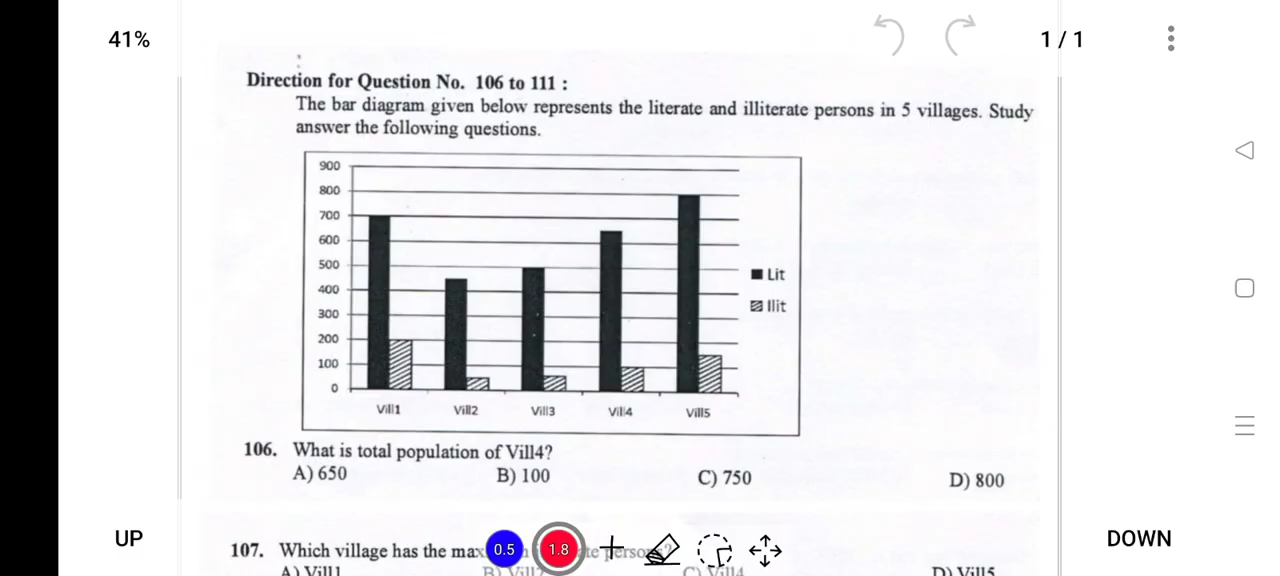 41%
1 / 1
Direction for Question No. 106 to 111 :
The bar diagram given below represents the literate and illiterate persons in 5 villages. Study
answer the following questions.
900
800
700
600
500
400
300
200
100
0
Lit
Ilit
Vill1 Vill2 Vill3 Vill4 Vill5
106. What is total population of Vill4?
A) 650 B) 100 C) 750 D) 800
UP
0.5
1.8
DOWN
107. Which village has the max
A) Vill1 B) Vill2 C) Vill4 D) Vill5